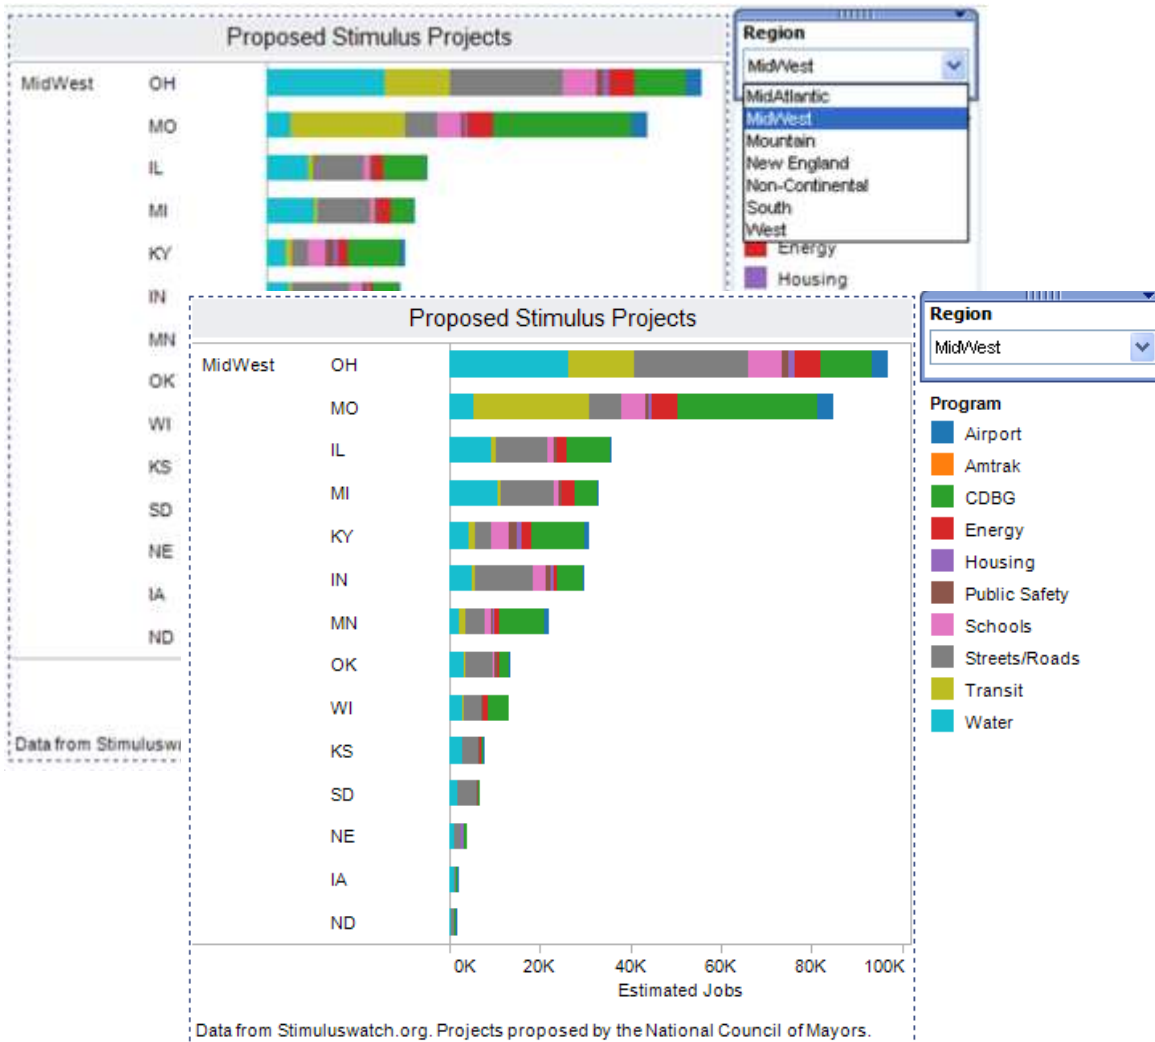 Proposed Stimulus Projects
MidWest
OH
MO
IL
MI
KY
IN
MN
OK
WI
KS
SD
NE
IA
ND
Data from Stimulusw
Region
MidWest
MidAtlantic
MidWest
Mountain
New England
Non-Continental
South
West
Energy
Housing
Proposed Stimulus Projects
MidWest
OH
MO
IL
MI
KY
IN
MN
OK
WI
KS
SD
NE
IA
ND
0K 20K 40K 60K 80K 100K
Estimated Jobs
Data from Stimuluswatch.org. Projects proposed by the National Council of Mayors.
Region
MidWest
Program
Airport
Amtrak
CDBG
Energy
Housing
Public Safety
Schools
Streets/Roads
Transit
Water